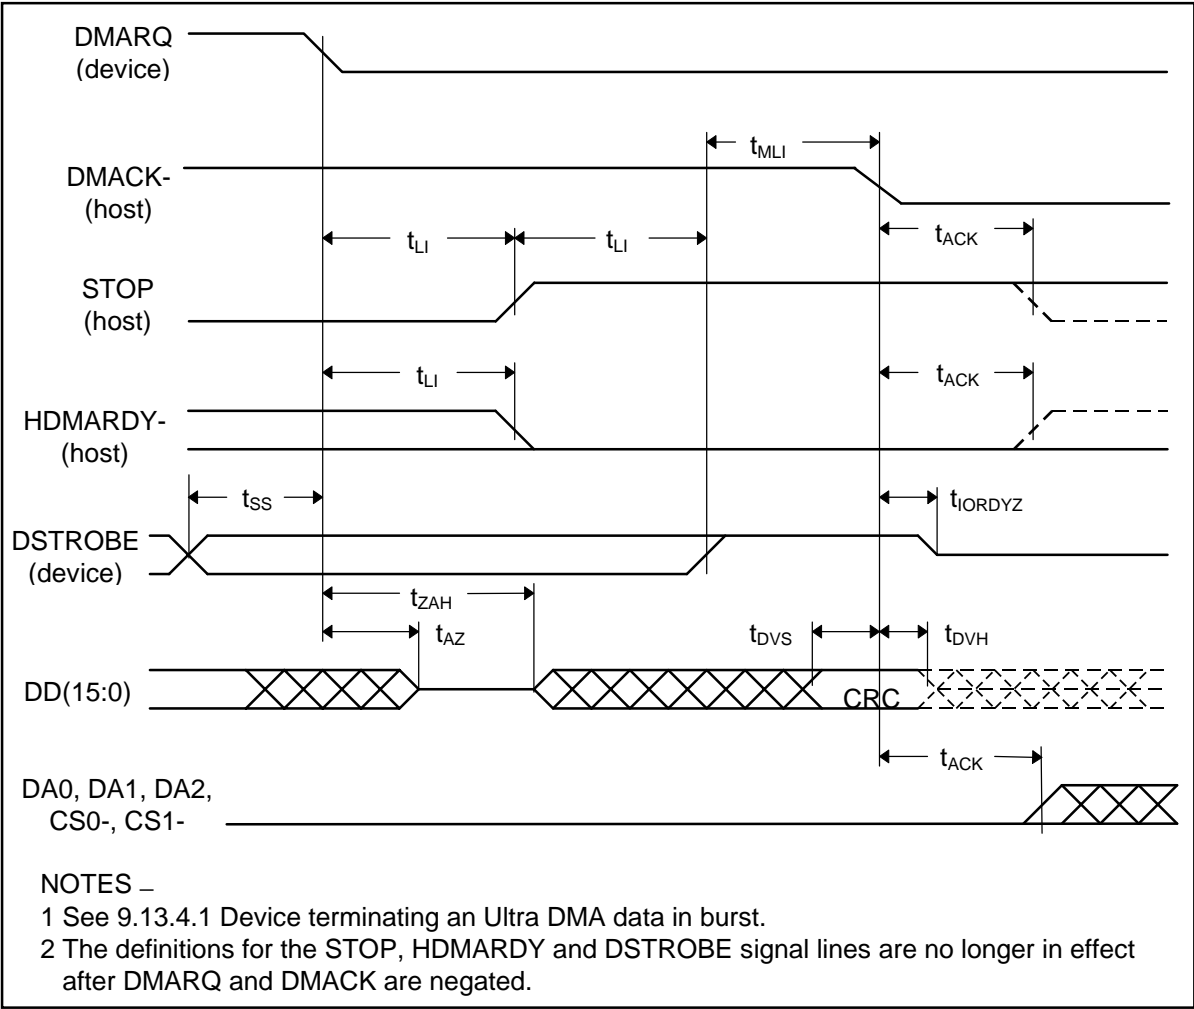 DMARQ
(device)
tMLI
DMACK-
(host)
tLI
tLI
tACK
STOP
(host)
tLI
tACK
HDMARDY-
(host)
tSS
tIORDYZ
DSTROBE
(device)
tZAH
tAZ
tDVS
tDVH
DD(15:0)
CRC
tACK
DA0, DA1, DA2,
CS0-, CS1-
NOTES –
1 See 9.13.4.1 Device terminating an Ultra DMA data in burst.
2 The definitions for the STOP, HDMARDY and DSTROBE signal lines are no longer in effect
after DMARQ and DMACK are negated.